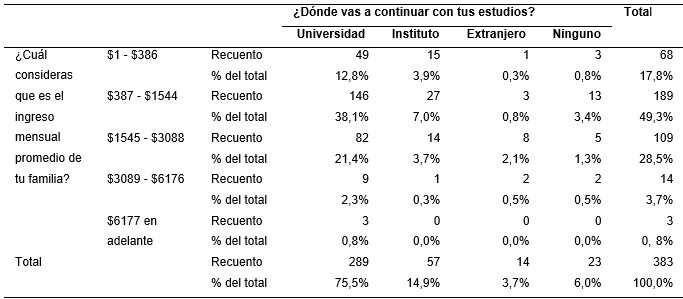 ¿Dónde vas a continuar con tus estudios? Total
Universidad Instituto Extranjero Ninguno
¿Cuál $1 - $386 Recuento 49 15 1 3 68
consideras % del total 12,8% 3,9% 0,3% 0,8% 17,8%
que es el $387 - $1544 Recuento 146 27 3 13 189
ingreso % del total 38,1% 7,0% 0,8% 3,4% 49,3%
mensual $1545 - $3088 Recuento 82 14 8 5 109
promedio de % del total 21,4% 3,7% 2,1% 1,3% 28,5%
tu familia? $3089 - $6176 Recuento 9 1 2 2 14
% del total 2,3% 0,3% 0,5% 0,5% 3,7%
$6177 en Recuento 3 0 0 0 3
adelante % del total 0,8% 0,0% 0,0% 0,0% 0, 8%
Total Recuento 289 57 14 23 383
% del total 75,5% 14,9% 3,7% 6,0% 100,0%